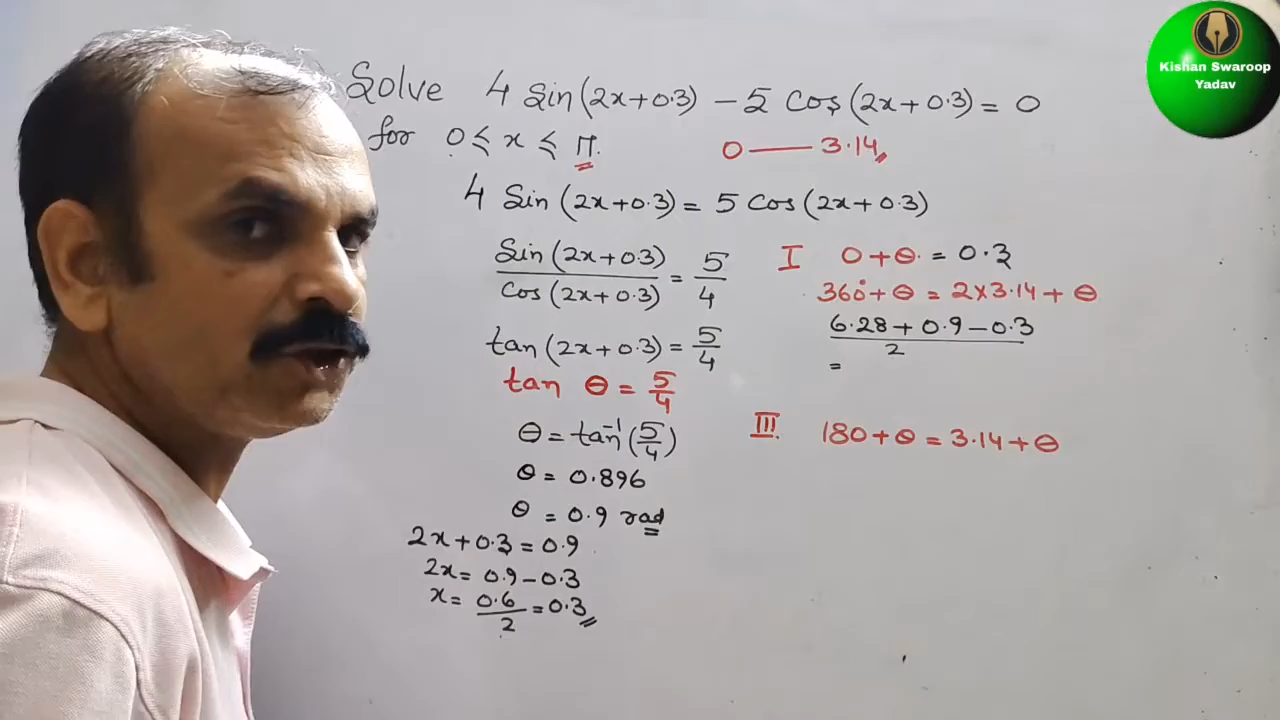 Kishan Swaroop
Yadav
Solve 4 Sin(2x+0.3) - 5 Cos(2x+0.3) = 0
for 0 ≤ x ≤ π.
0 — 3.14
4 Sin(2x+0.3) = 5 Cos(2x+0.3)
Sin(2x+0.3)/Cos(2x+0.3) = 5/4
tan(2x+0.3) = 5/4
tan θ = 5/4
θ = tan⁻¹(5/4)
θ = 0.896
θ = 0.9 rad
2x+0.3 = 0.9
2x = 0.9-0.3
x = 0.6/2 = 0.3
I 0+θ = 0.3
360°+θ = 2×3.14+θ
(6.28+0.9-0.3)/2
=
III 180+θ = 3.14+θ